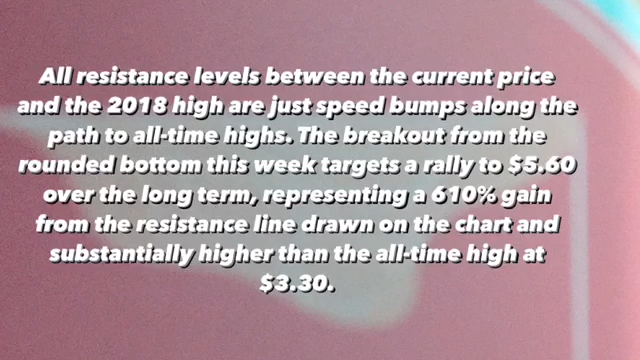 All resistance levels between the current price
and the 2018 high are just speed bumps along the
path to all-time highs. The breakout from the
rounded bottom this week targets a rally to $5.60
over the long term, representing a 610% gain
from the resistance line drawn on the chart and
substantially higher than the all-time high at
$3.30.